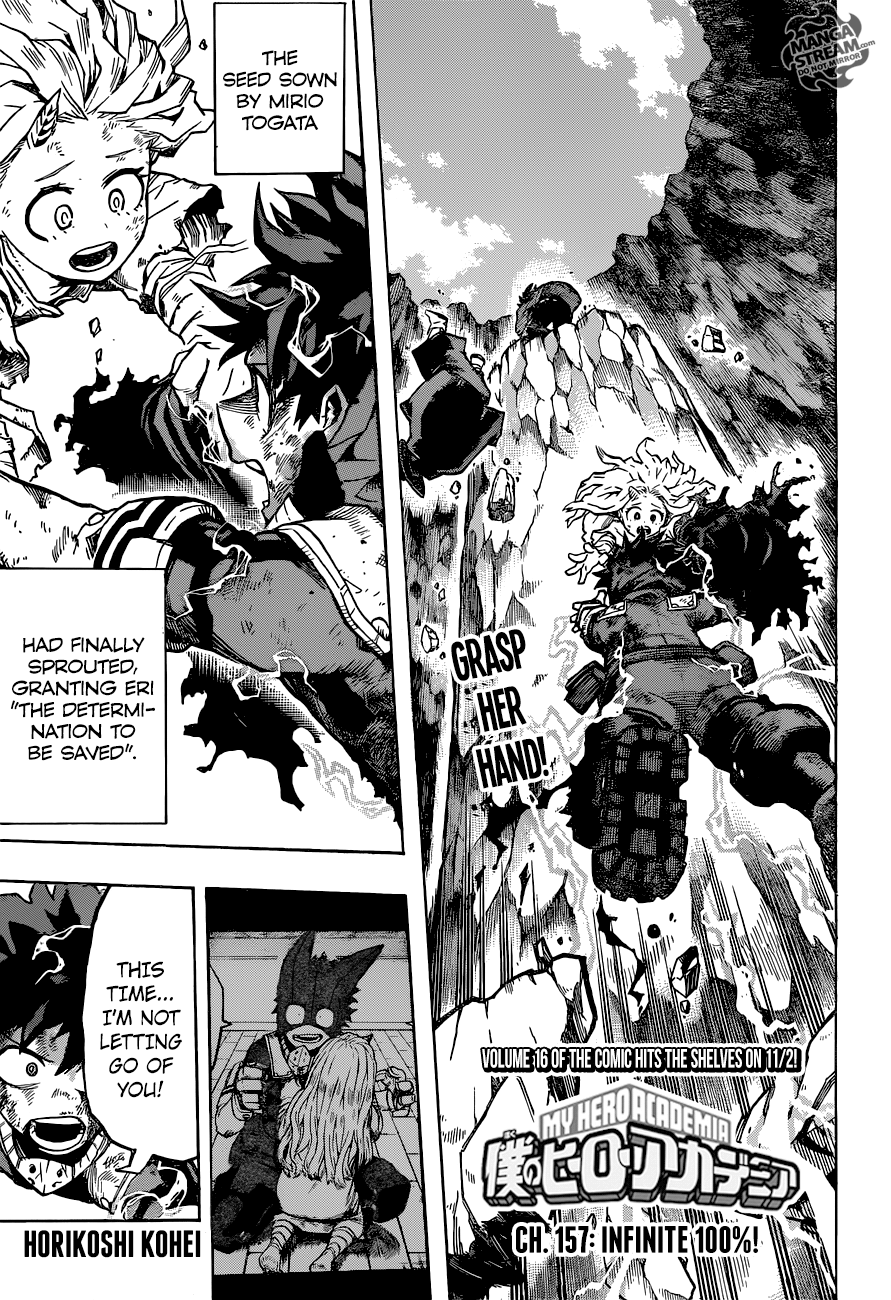 MANGA
STREAM.com
DO NOT MIRROR
GRASP
HER
HAND!
VOLUME 16 OF THE COMIC HITS THE SHELVES ON 11/2!
MY HERO ACADEMIA
僕のヒーローアカデミア
CH. 157: INFINITE 100%!
THE
SEED SOWN
BY MIRIO
TOGATA
HAD FINALLY
SPROUTED,
GRANTING ERI
"THE DETERMI-
NATION TO
BE SAVED".
THIS
TIME...
I'M NOT
LETTING
GO OF
YOU!
HORIKOSHI KOHEI